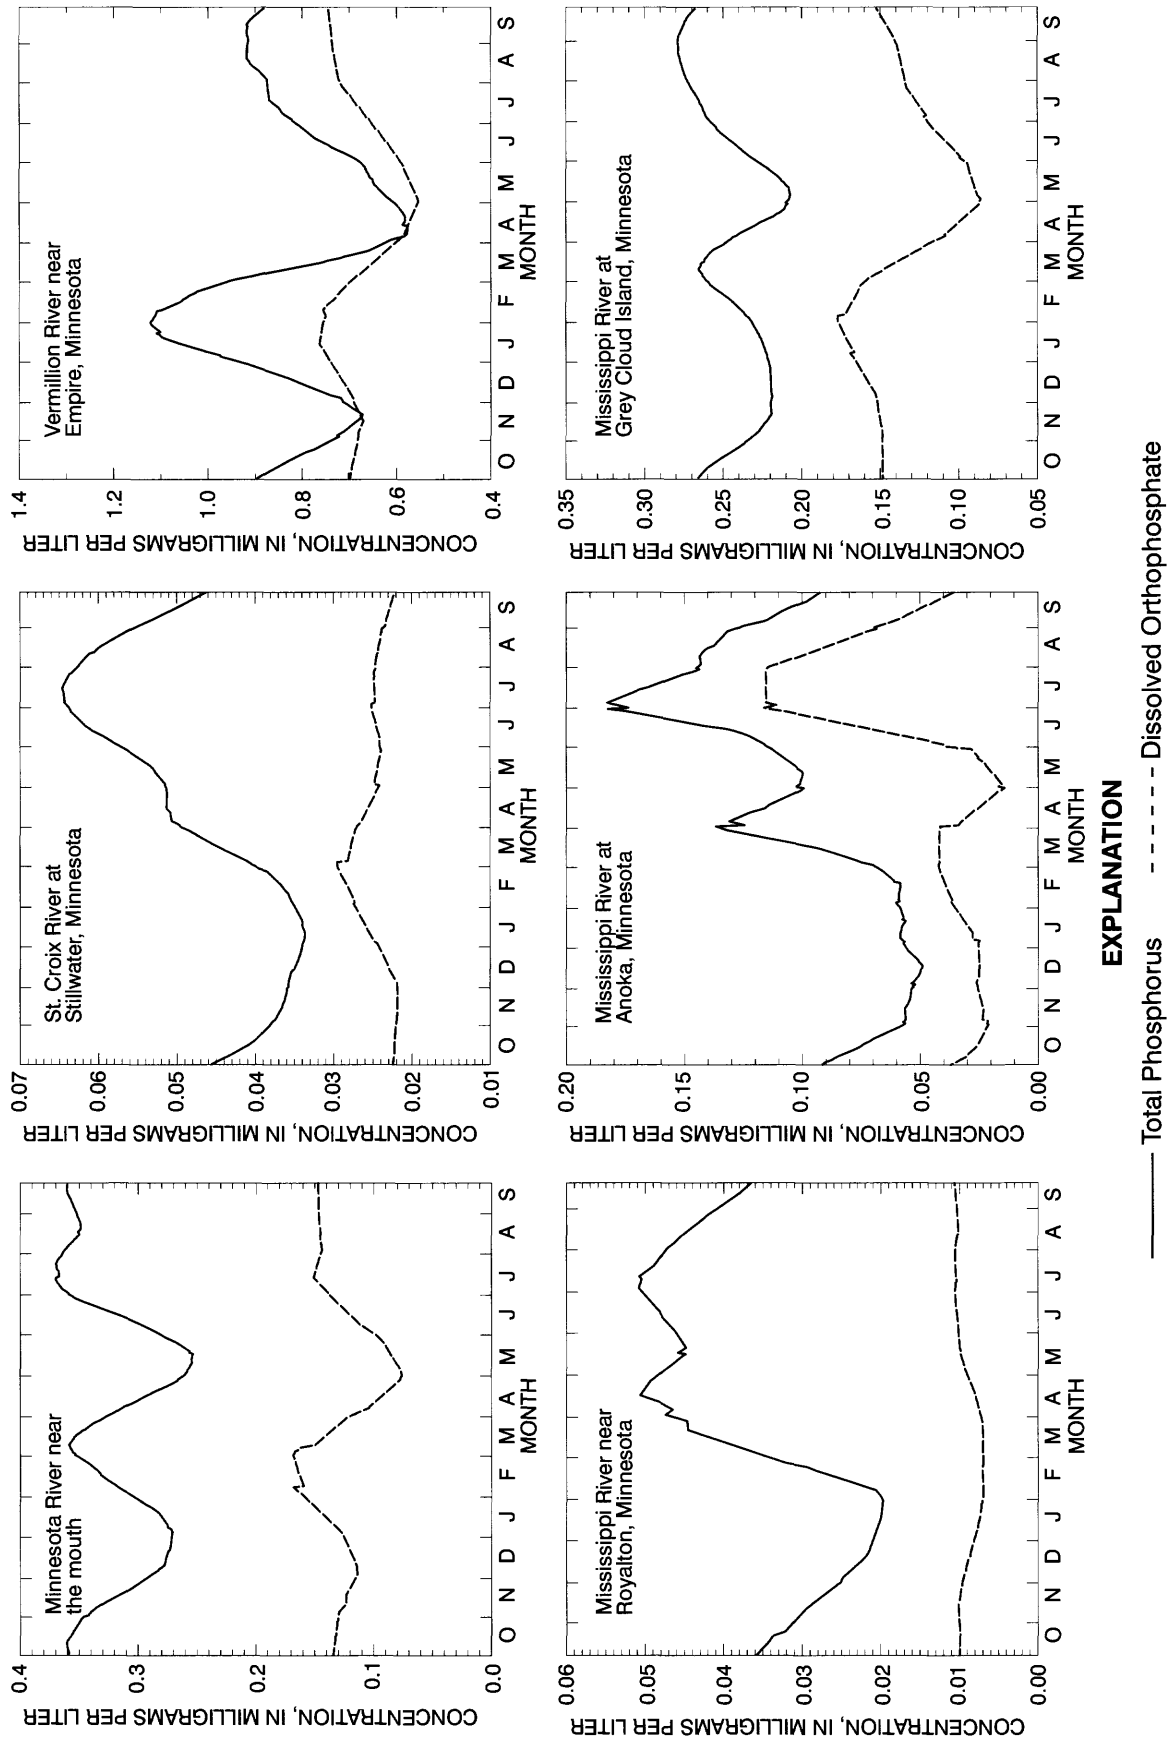 CONCENTRATION, IN MILLIGRAMS PER LITER
0.4
0.3
0.2
0.1
0.0
Minnesota River near
the mouth
O N D J F M A M J J A S
MONTH
CONCENTRATION, IN MILLIGRAMS PER LITER
0.07
0.06
0.05
0.04
0.03
0.02
0.01
St. Croix River at
Stillwater, Minnesota
O N D J F M A M J J A S
MONTH
CONCENTRATION, IN MILLIGRAMS PER LITER
1.4
1.2
1.0
0.8
0.6
0.4
Vermillion River near
Empire, Minnesota
O N D J F M A M J J A S
MONTH
CONCENTRATION, IN MILLIGRAMS PER LITER
0.06
0.05
0.04
0.03
0.02
0.01
0.00
Mississippi River near
Royalton, Minnesota
O N D J F M A M J J A S
MONTH
CONCENTRATION, IN MILLIGRAMS PER LITER
0.20
0.15
0.10
0.05
0.00
Mississippi River at
Anoka, Minnesota
O N D J F M A M J J A S
MONTH
CONCENTRATION, IN MILLIGRAMS PER LITER
0.35
0.30
0.25
0.20
0.15
0.10
0.05
Mississippi River at
Grey Cloud Island, Minnesota
O N D J F M A M J J A S
MONTH
EXPLANATION
Total Phosphorus Dissolved Orthophosphate